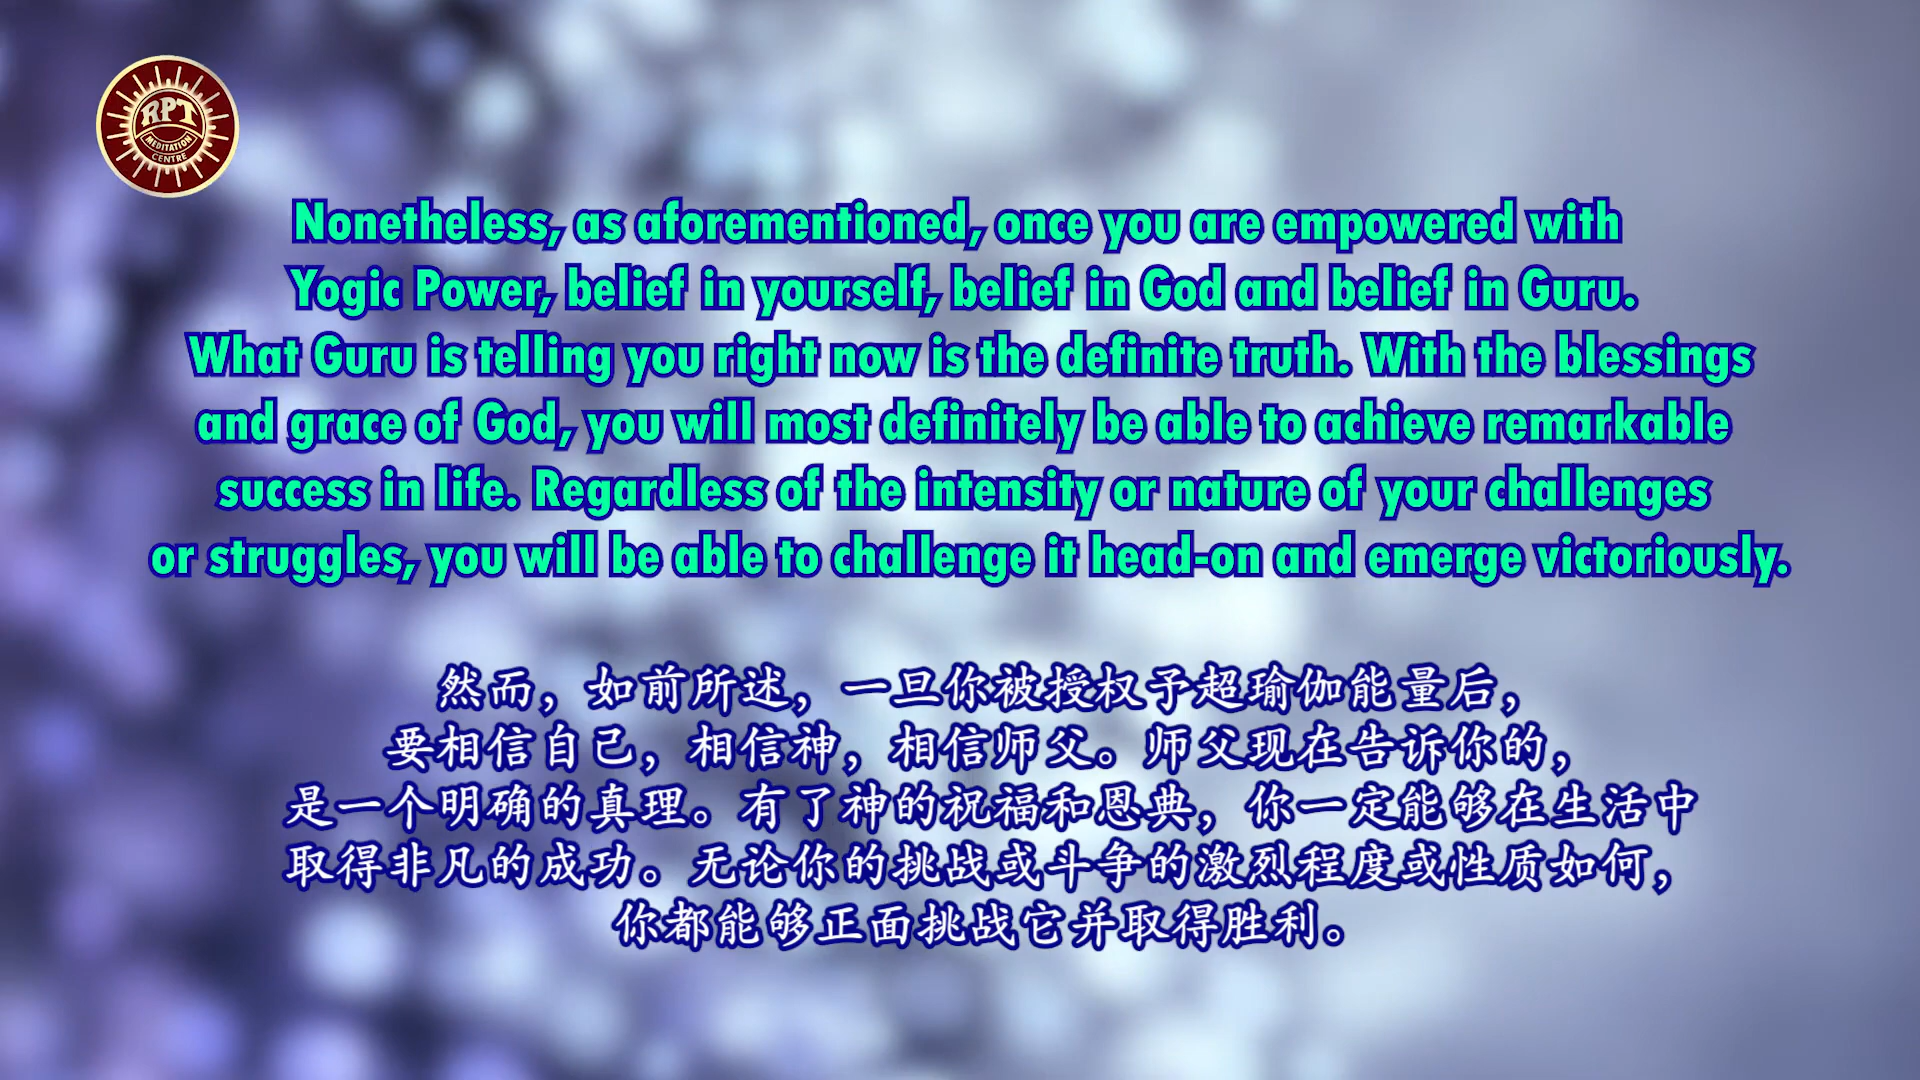 RPT
MEDITATION
CENTRE
Nonetheless, as aforementioned, once you are empowered with
Yogic Power, belief in yourself, belief in God and belief in Guru.
What Guru is telling you right now is the definite truth. With the blessings
and grace of God, you will most definitely be able to achieve remarkable
success in life. Regardless of the intensity or nature of your challenges
or struggles, you will be able to challenge it head-on and emerge victoriously.
然而，如前所述，一旦你被授权予超瑜伽能量后，
要相信自己，相信神，相信师父。师父现在告诉你的，
是一个明确的真理。有了神的祝福和恩典，你一定能够在生活中
取得非凡的成功。无论你的挑战或斗争的激烈程度或性质如何，
你都能够正面挑战它并取得胜利。